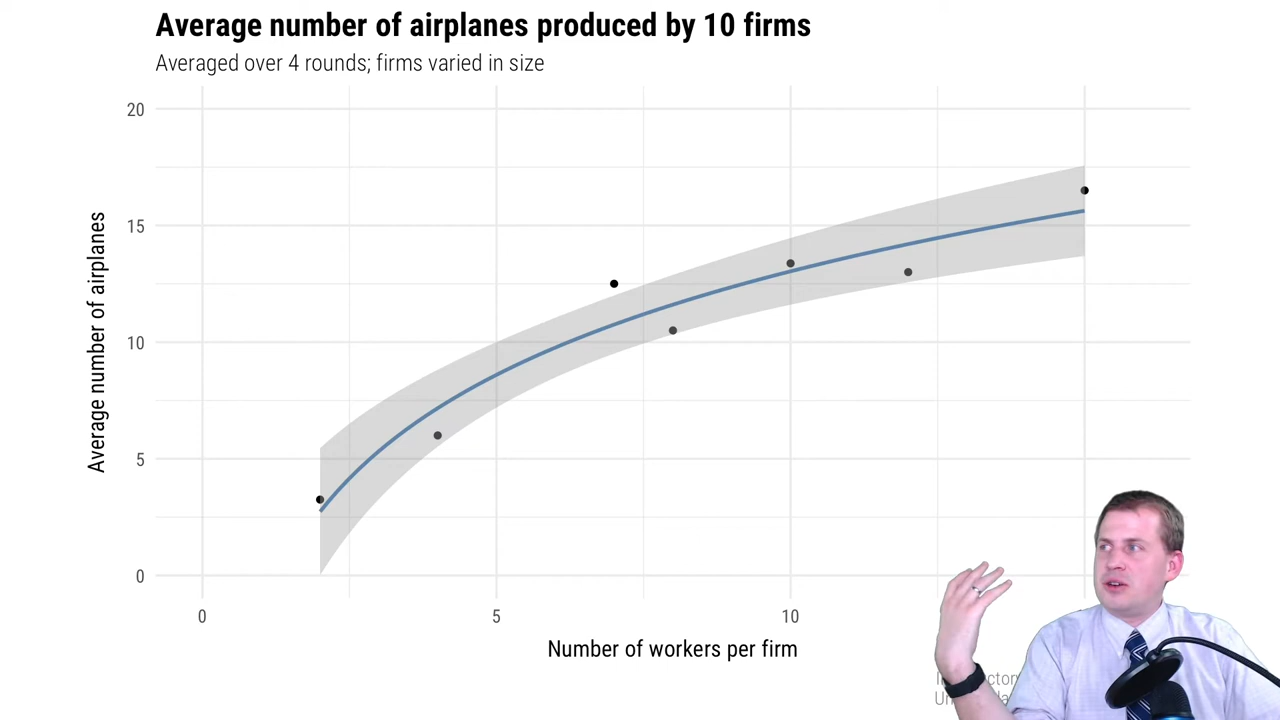 Average number of airplanes produced by 10 firms
Averaged over 4 rounds; firms varied in size
20
15
10
5
0
Average number of airplanes
0 5 10
Number of workers per firm